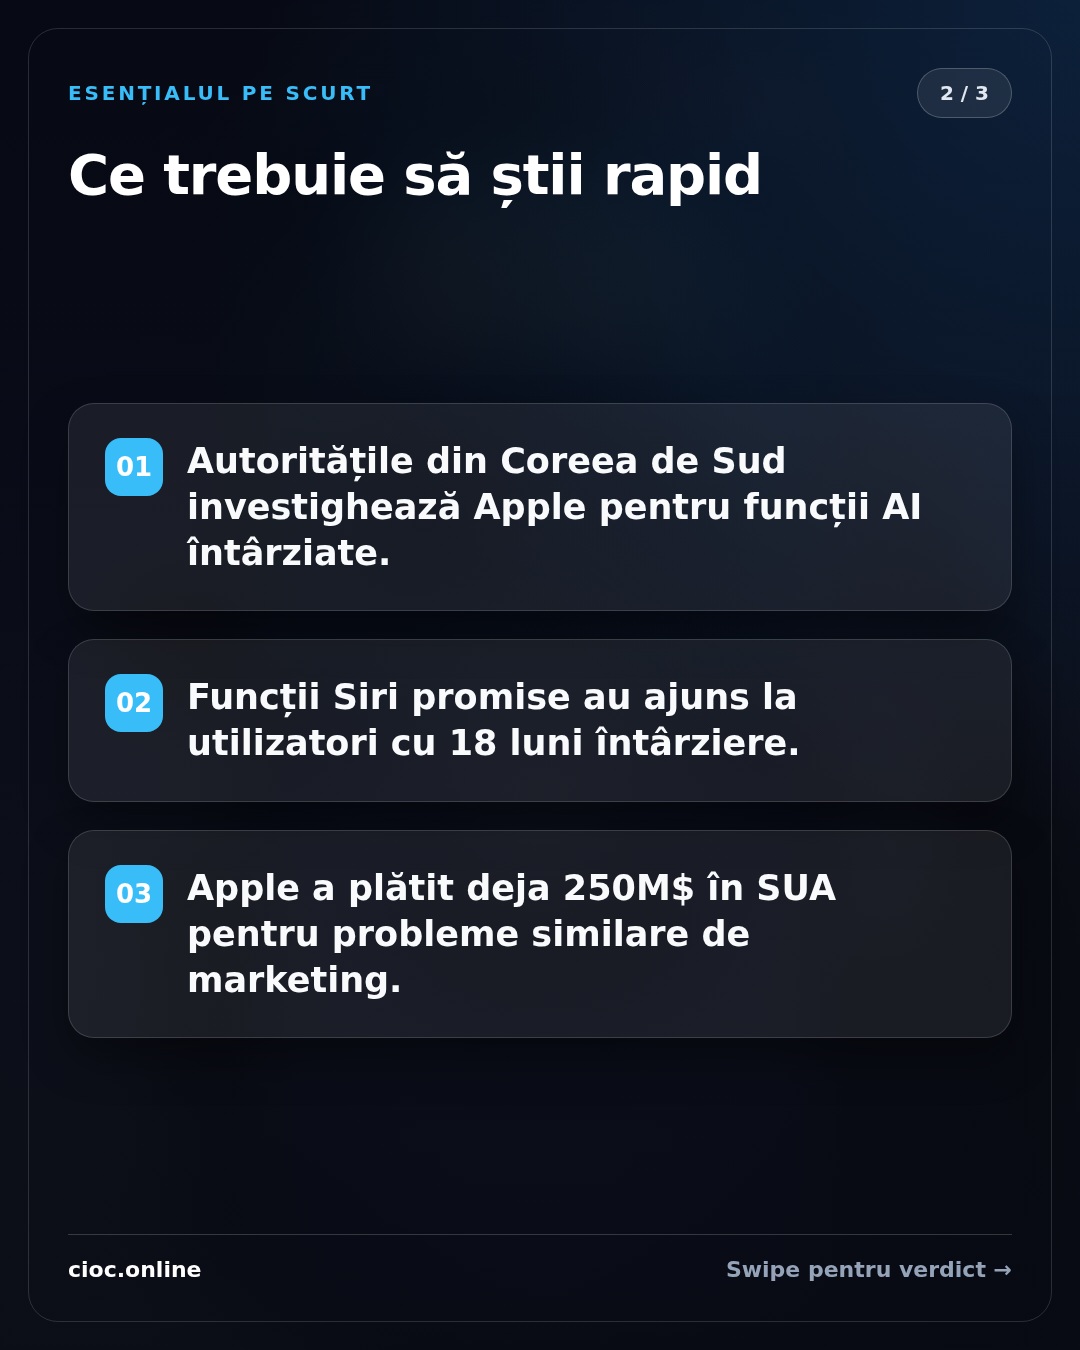 ESENȚIALUL PE SCURT
2 / 3
Ce trebuie să știi rapid
01
Autoritățile din Coreea de Sud
investighează Apple pentru funcții AI
întârziate.
02
Funcții Siri promise au ajuns la
utilizatori cu 18 luni întârziere.
03
Apple a plătit deja 250M$ în SUA
pentru probleme similare de
marketing.
cioc.online
Swipe pentru verdict →